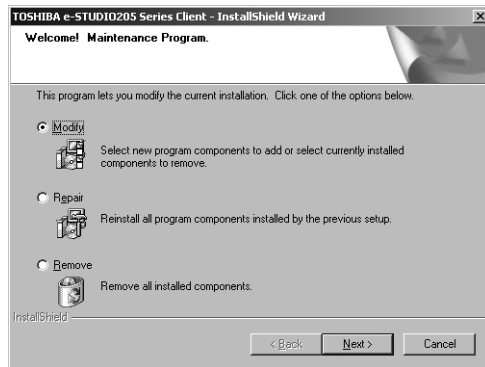 TOSHIBA e-STUDIO205 Series Client - InstallShield Wizard
Welcome! Maintenance Program.
This program lets you modify the current installation. Click one of the options below.
Modify
Select new program components to add or select currently installed
components to remove.
Repair
Reinstall all program components installed by the previous setup.
Remove
Remove all installed components.
InstallShield
< Back
Next >
Cancel